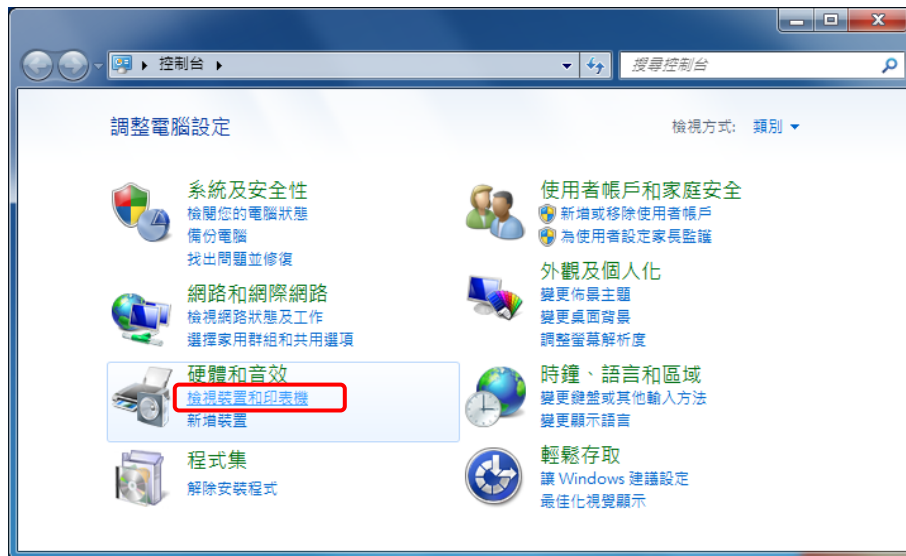 控制台
搜尋控制台
調整電腦設定
檢視方式: 類別
系統及安全性
檢閱您的電腦狀態
備份電腦
找出問題並修復
網路和網際網路
檢視網路狀態及工作
選擇家用群組和共用選項
硬體和音效
檢視裝置和印表機
新增裝置
程式集
解除安裝程式
使用者帳戶和家庭安全
新增或移除使用者帳戶
為使用者設定家長監護
外觀及個人化
變更佈景主題
變更桌面背景
調整螢幕解析度
時鐘、語言和區域
變更鍵盤或其他輸入方法
變更顯示語言
輕鬆存取
讓 Windows 建議設定
最佳化視覺顯示